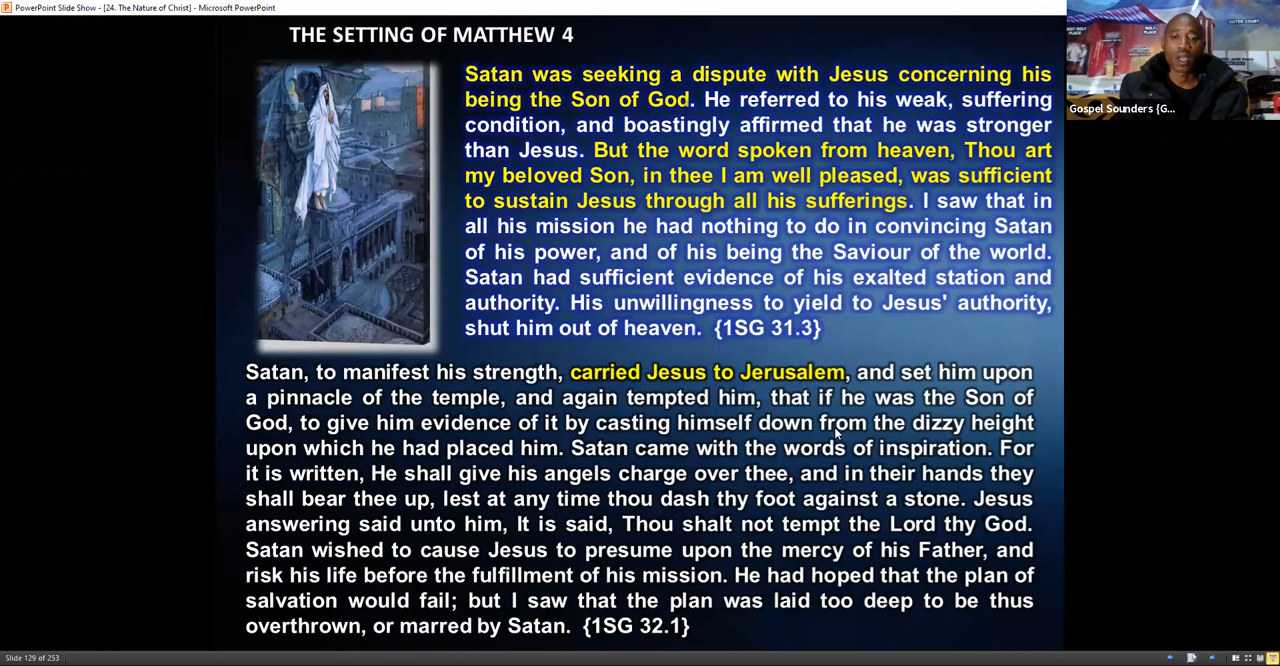 PowerPoint Slide Show - [24. The Nature of Christ] - Microsoft PowerPoint
THE SETTING OF MATTHEW 4
Satan was seeking a dispute with Jesus concerning his
being the Son of God. He referred to his weak, suffering
condition, and boastingly affirmed that he was stronger
than Jesus. But the word spoken from heaven, Thou art
my beloved Son, in thee I am well pleased, was sufficient
to sustain Jesus through all his sufferings. I saw that in
all his mission he had nothing to do in convincing Satan
of his power, and of his being the Saviour of the world.
Satan had sufficient evidence of his exalted station and
authority. His unwillingness to yield to Jesus' authority,
shut him out of heaven. {1SG 31.3}
Satan, to manifest his strength, carried Jesus to Jerusalem, and set him upon
a pinnacle of the temple, and again tempted him, that if he was the Son of
God, to give him evidence of it by casting himself down from the dizzy height
upon which he had placed him. Satan came with the words of inspiration. For
it is written, He shall give his angels charge over thee, and in their hands they
shall bear thee up, lest at any time thou dash thy foot against a stone. Jesus
answering said unto him, It is said, Thou shalt not tempt the Lord thy God.
Satan wished to cause Jesus to presume upon the mercy of his Father, and
risk his life before the fulfillment of his mission. He had hoped that the plan of
salvation would fail; but I saw that the plan was laid too deep to be thus
overthrown, or marred by Satan. {1SG 32.1}
OUTER COURT
HOLY
PLACE
Gospel Sounders {G...
Slide 129 of 253